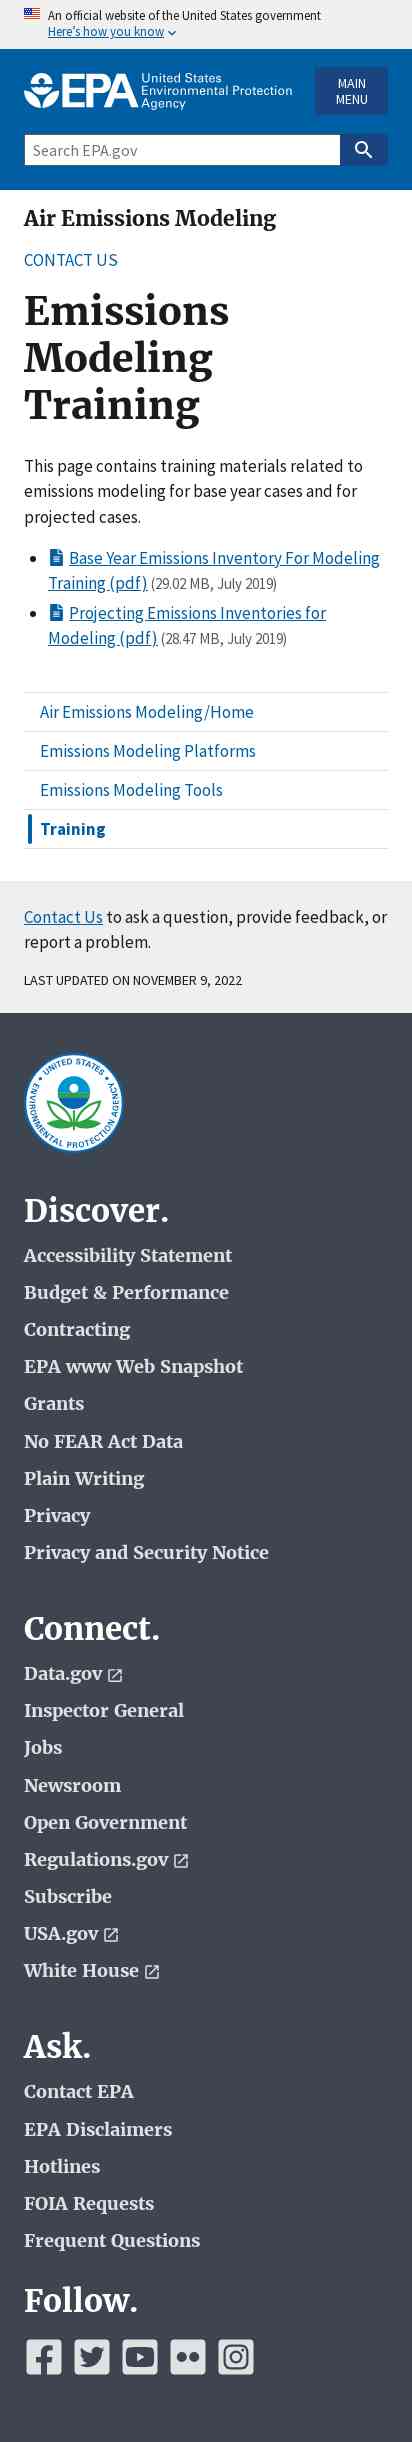 An official website of the United States government
Here's how you know
EPA United States
Environmental Protection
Agency
MAIN
MENU
Search EPA.gov
Air Emissions Modeling
CONTACT US
Emissions
Modeling
Training
This page contains training materials related to
emissions modeling for base year cases and for
projected cases.
Base Year Emissions Inventory For Modeling
Training (pdf) (29.02 MB, July 2019)
Projecting Emissions Inventories for
Modeling (pdf) (28.47 MB, July 2019)
Air Emissions Modeling/Home
Emissions Modeling Platforms
Emissions Modeling Tools
Training
Contact Us to ask a question, provide feedback, or
report a problem.
LAST UPDATED ON NOVEMBER 9, 2022
UNITED STATES
ENVIRONMENTAL PROTECTION AGENCY
Discover.
Accessibility Statement
Budget & Performance
Contracting
EPA www Web Snapshot
Grants
No FEAR Act Data
Plain Writing
Privacy
Privacy and Security Notice
Connect.
Data.gov
Inspector General
Jobs
Newsroom
Open Government
Regulations.gov
Subscribe
USA.gov
White House
Ask.
Contact EPA
EPA Disclaimers
Hotlines
FOIA Requests
Frequent Questions
Follow.